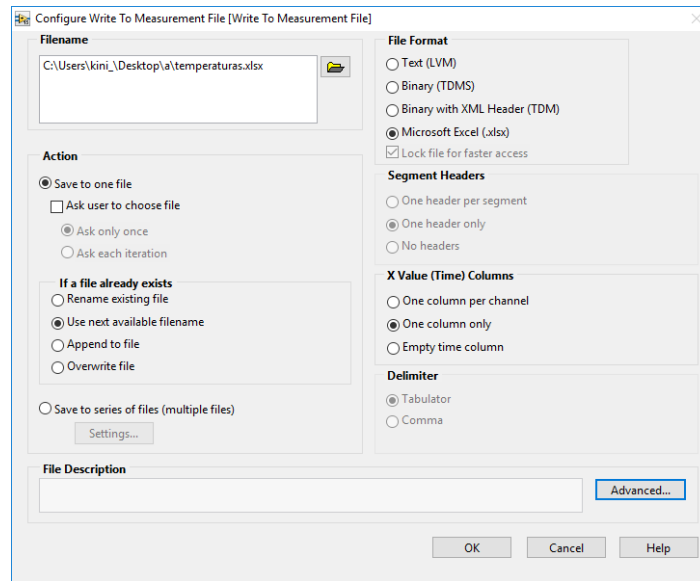 Configure Write To Measurement File [Write To Measurement File]
Filename
C:\Users\kini_\Desktop\a\temperaturas.xlsx
Action
Save to one file
Ask user to choose file
Ask only once
Ask each iteration
If a file already exists
Rename existing file
Use next available filename
Append to file
Overwrite file
Save to series of files (multiple files)
Settings...
File Format
Text (LVM)
Binary (TDMS)
Binary with XML Header (TDM)
Microsoft Excel (.xlsx)
Lock file for faster access
Segment Headers
One header per segment
One header only
No headers
X Value (Time) Columns
One column per channel
One column only
Empty time column
Delimiter
Tabulator
Comma
File Description
Advanced...
OK
Cancel
Help